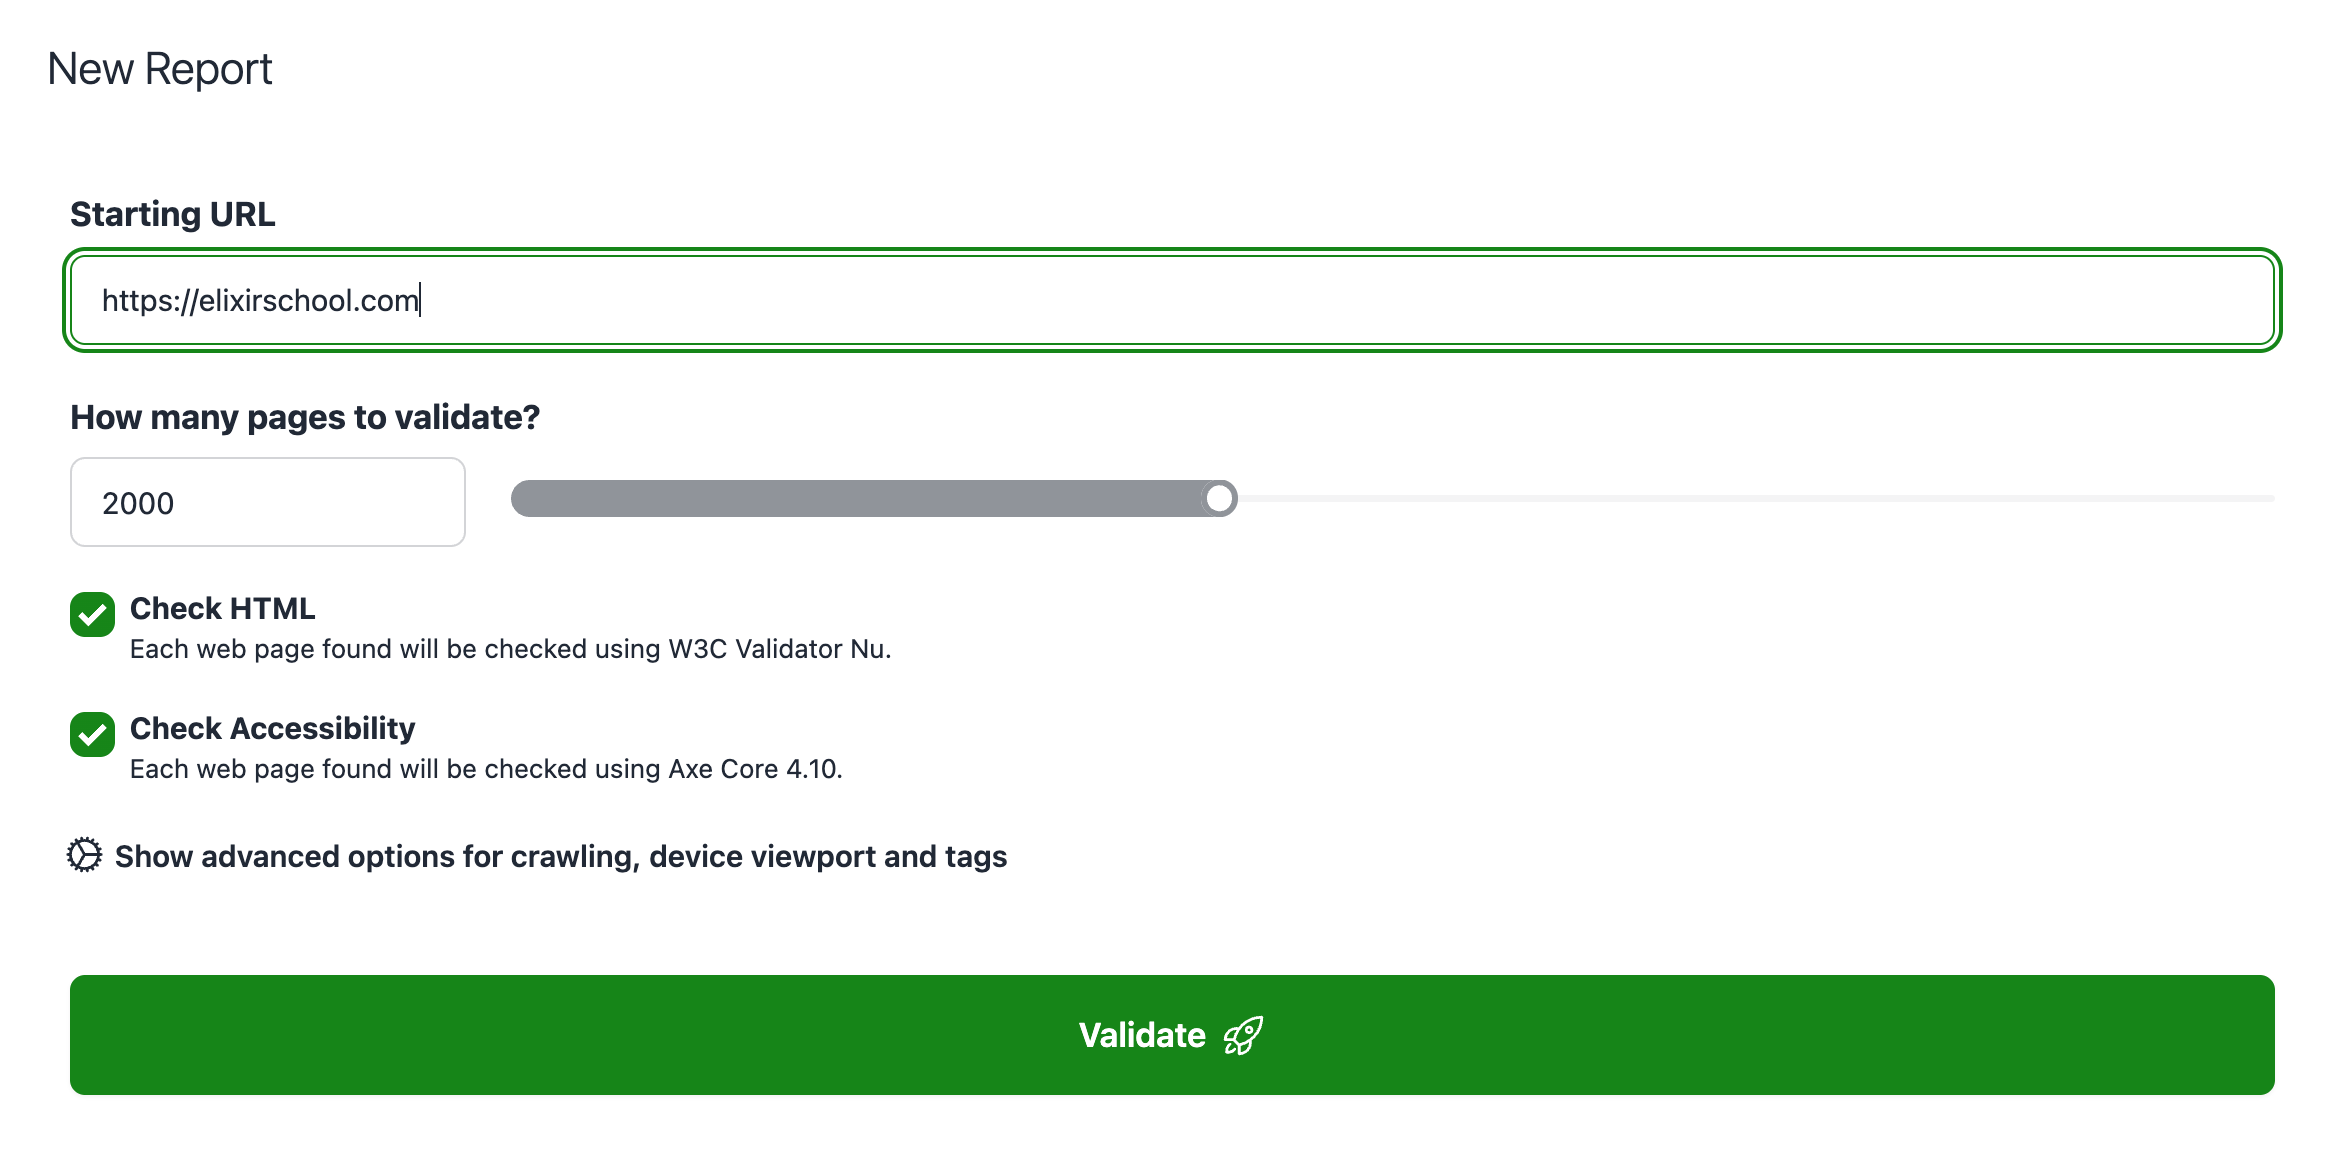 New Report
Starting URL
https://elixirschool.com
How many pages to validate?
2000
Check HTML
Each web page found will be checked using W3C Validator Nu.
Check Accessibility
Each web page found will be checked using Axe Core 4.10.
Show advanced options for crawling, device viewport and tags
Validate